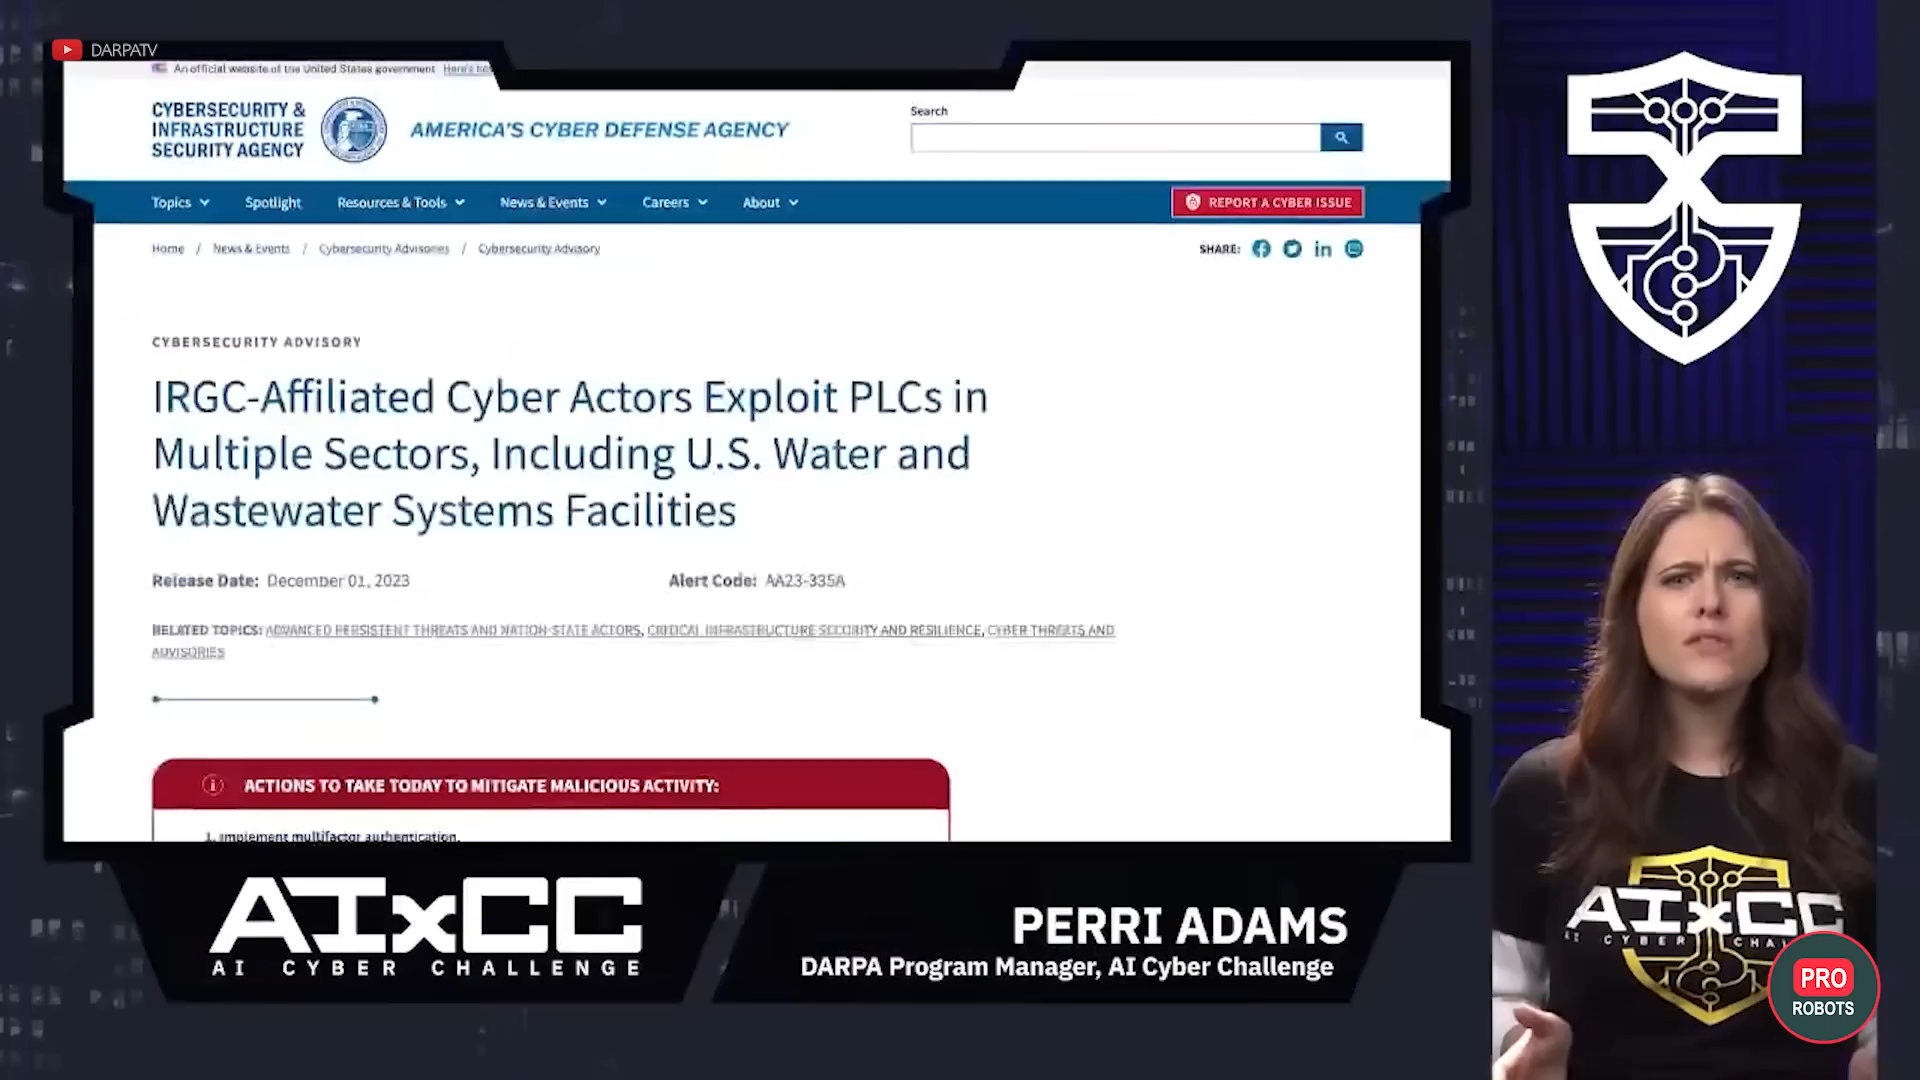 DARPATV
An official website of the United States government Here's
CYBERSECURITY &
INFRASTRUCTURE
SECURITY AGENCY
AMERICA'S CYBER DEFENSE AGENCY
Search
Topics
Spotlight
Resources & Tools
News & Events
Careers
About
REPORT A CYBER ISSUE
Home / News & Events / Cybersecurity Advisories / Cybersecurity Advisory
SHARE:
CYBERSECURITY ADVISORY
IRGC-Affiliated Cyber Actors Exploit PLCs in
Multiple Sectors, Including U.S. Water and
Wastewater Systems Facilities
Release Date: December 01, 2023
Alert Code: AA23-335A
RELATED TOPICS: ADVANCED PERSISTENT THREATS AND NATION-STATE ACTORS, CRITICAL INFRASTRUCTURE SECURITY AND RESILIENCE, CYBER THREATS AND
ADVISORIES
ACTIONS TO TAKE TODAY TO MITIGATE MALICIOUS ACTIVITY:
1. Implement multifactor authentication.
AIxCC
AI CYBER CHALLENGE
PERRI ADAMS
DARPA Program Manager, AI Cyber Challenge
AIxCC
AI CYBER CHAL
PRO
ROBOTS